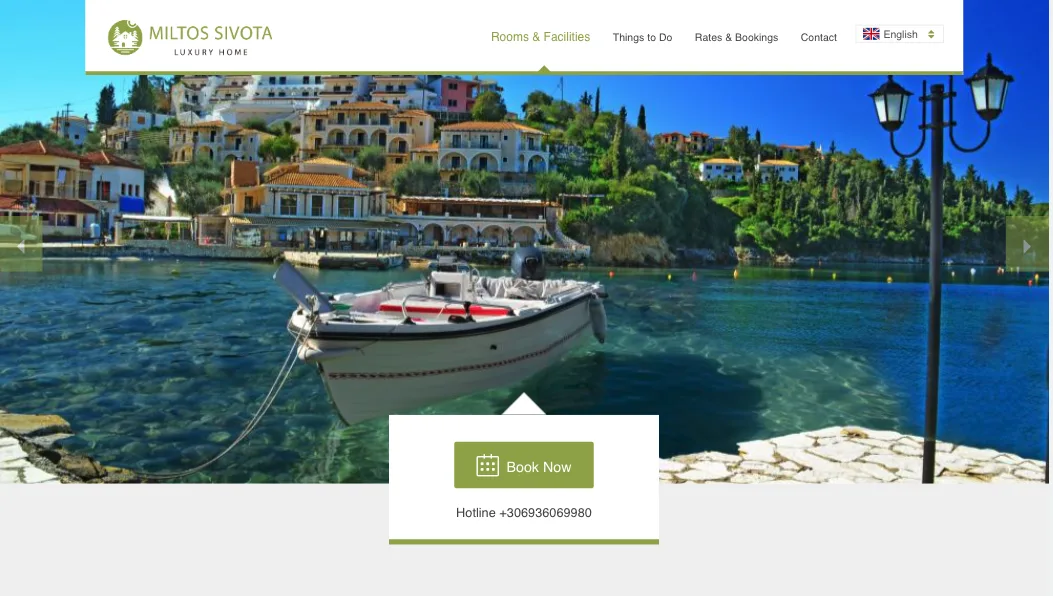 MILTOS SIVOTA
LUXURY HOME
Rooms & Facilities
Things to Do
Rates & Bookings
Contact
English
Book Now
Hotline +306936069980